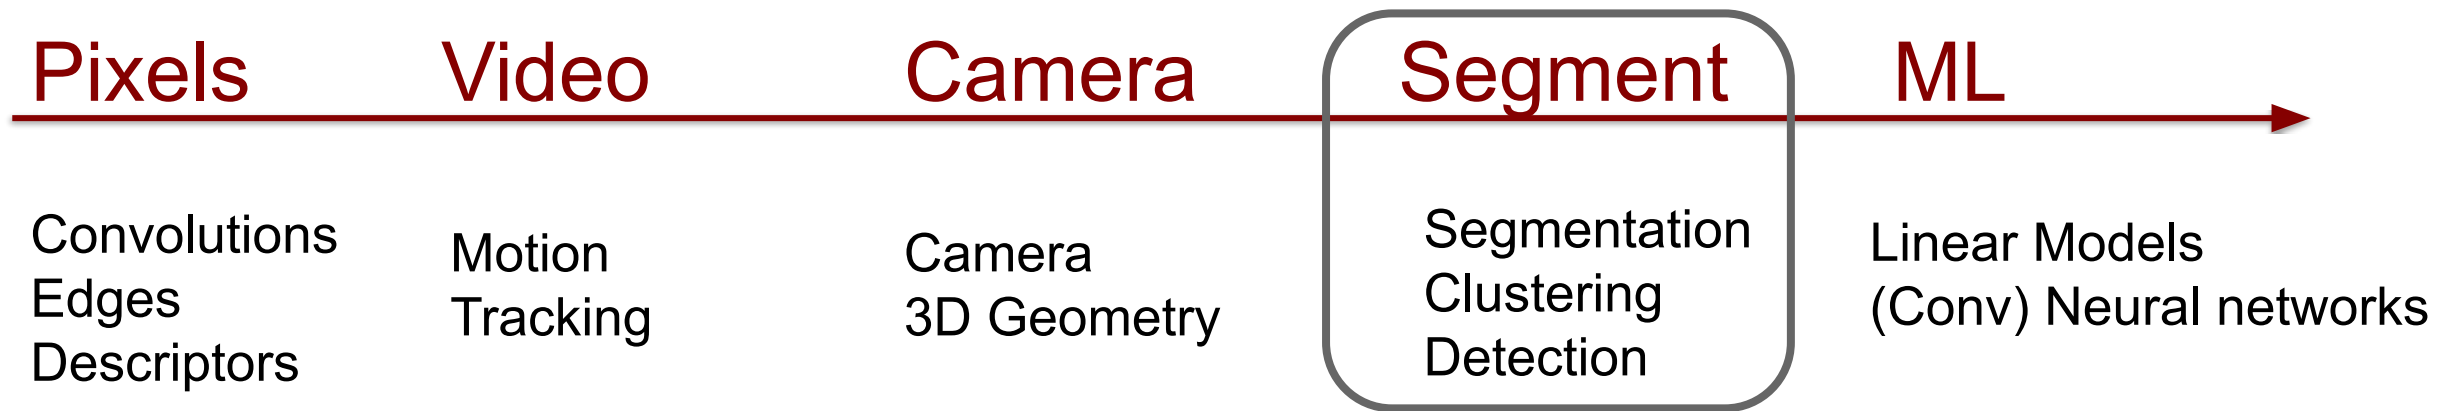 Pixels
Video
Camera
Segment
ML
Convolutions
Edges
Descriptors
Motion
Tracking
Camera
3D Geometry
Segmentation
Clustering
Detection
Linear Models
(Conv) Neural networks